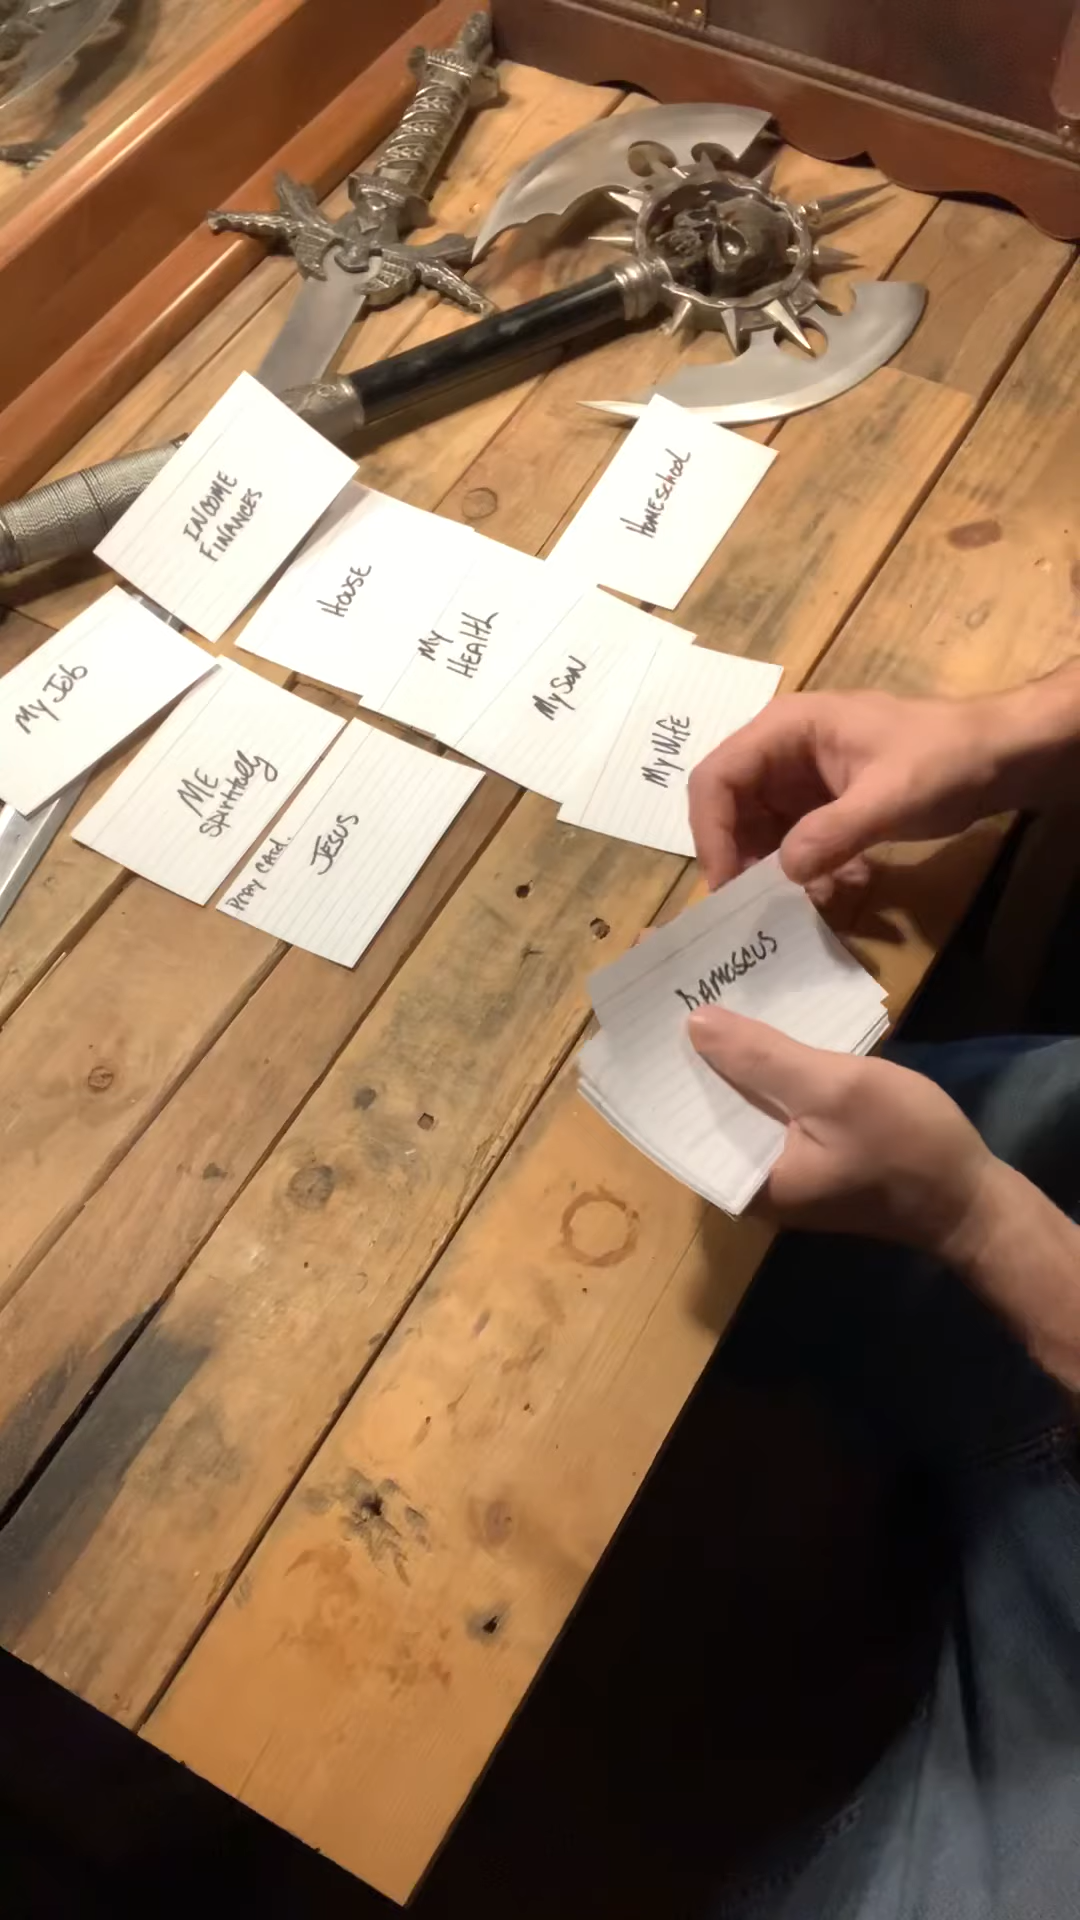 INCOME
FINANCES
HOUSE
HOMESCHOOL
MY
HEALTH
MY SON
MY WIFE
MY JOB
ME
Spiritually
PRAY CARd.
JESUS
DAMASCUS